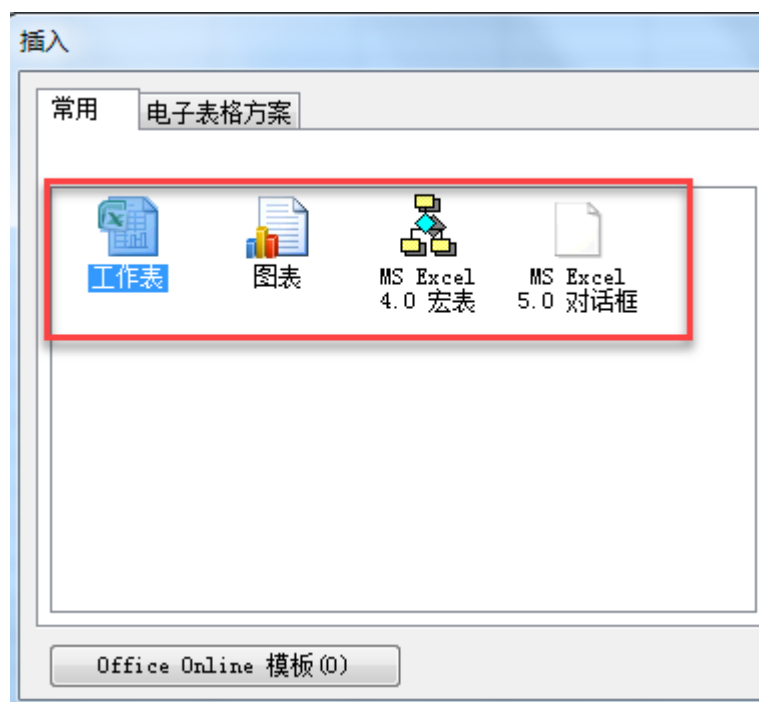 插入
常用
电子表格方案
工作表
图表
MS Excel
4.0 宏表
MS Excel
5.0 对话框
Office Online 模板(O)